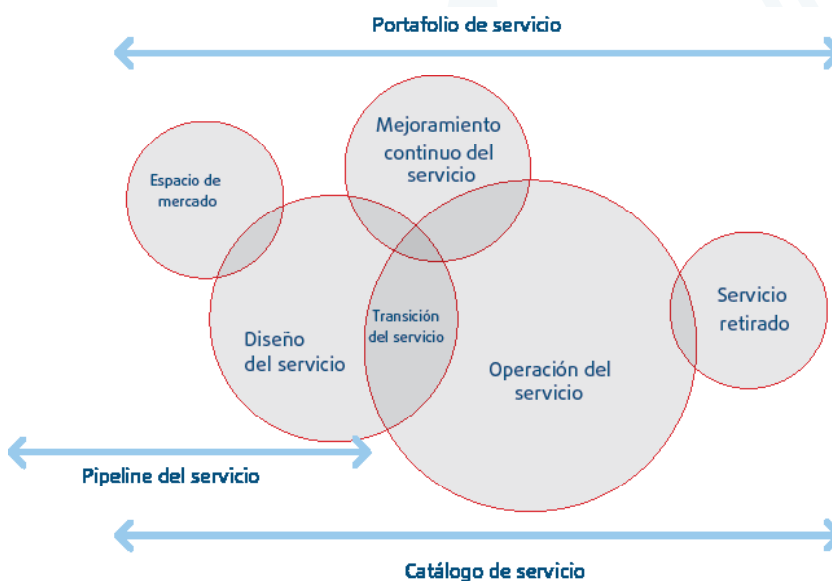 Portafolio de servicio
Mejoramiento
continuo del
servicio
Espacio de
mercado
Transición
del servicio
Diseño
del servicio
Servicio
retirado
Operación del
servicio
Pipeline del servicio
Catálogo de servicio